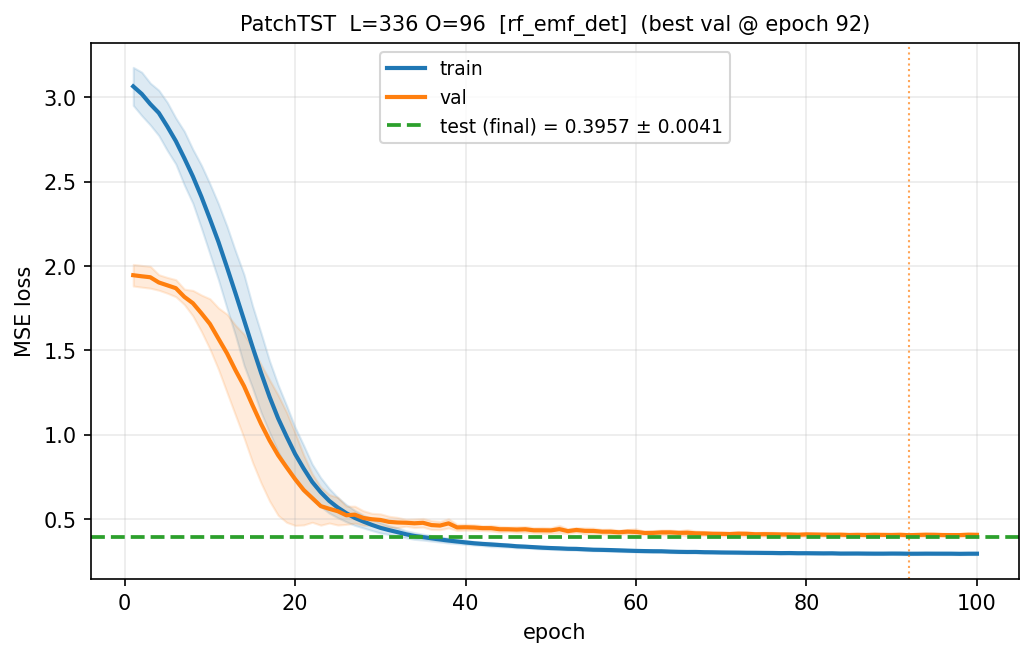 PatchTST  L=336 O=96  [rf_emf_det]  (best val @ epoch 92)
train
val
test (final) = 0.3957 ± 0.0041
MSE loss
3.0
2.5
2.0
1.5
1.0
0.5
0 20 40 60 80 100
epoch